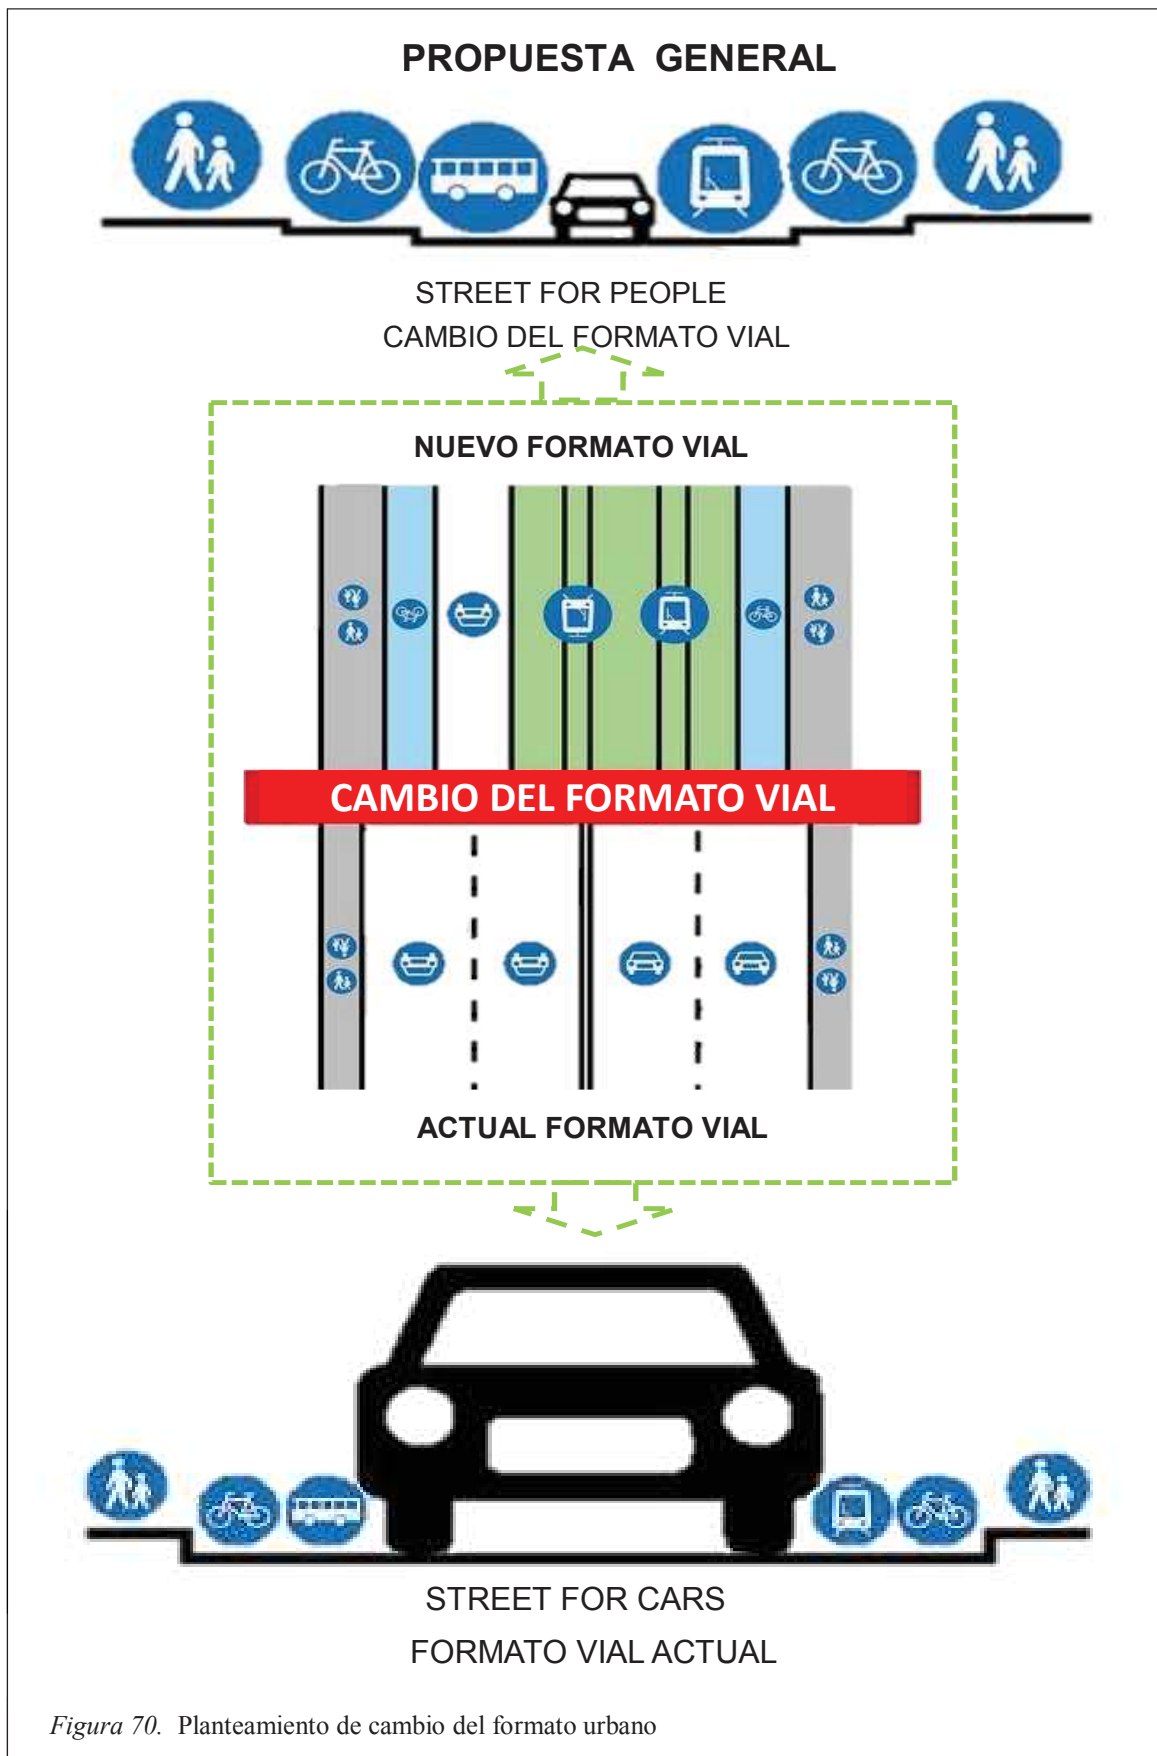 PROPUESTA GENERAL
STREET FOR PEOPLE
CAMBIO DEL FORMATO VIAL
NUEVO FORMATO VIAL
CAMBIO DEL FORMATO VIAL
ACTUAL FORMATO VIAL
STREET FOR CARS
FORMATO VIAL ACTUAL
Figura 70. Planteamiento de cambio del formato urbano